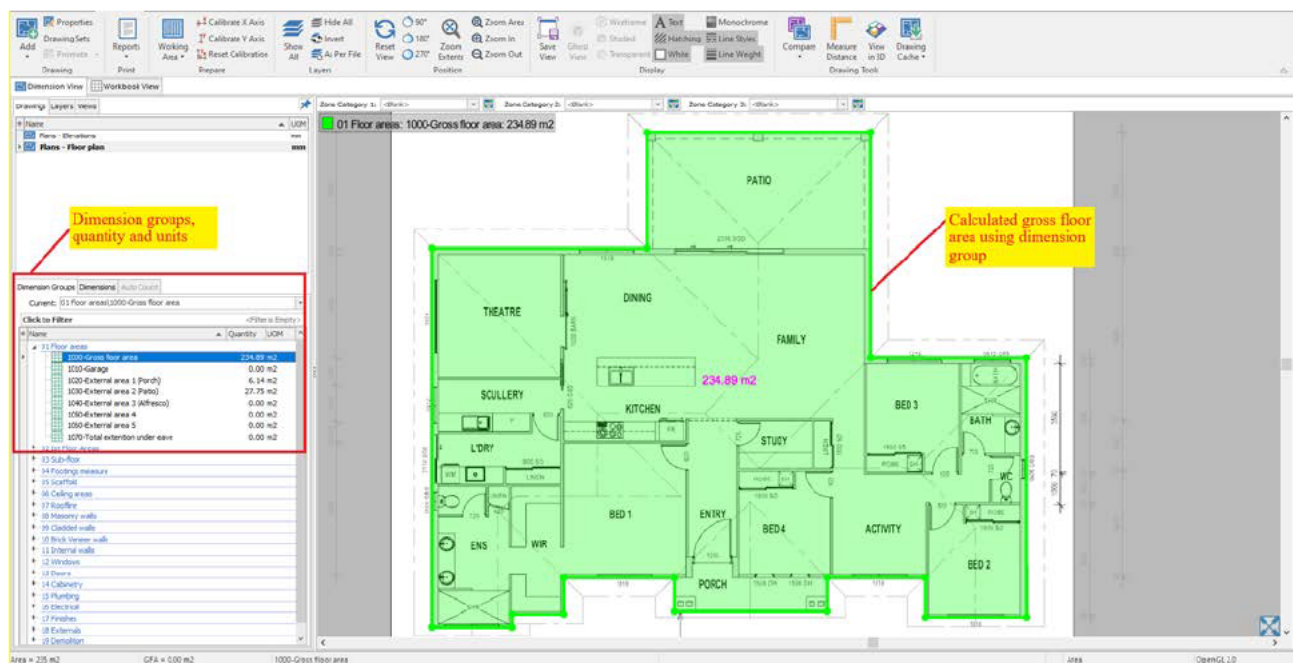 Properties
Drawing Sets
Add
Reports
Working Area
Calibrate X Axis
Calibrate Y Axis
Reset Calibration
Show All
Hide All
Invert
As Per File
Reset View
90°
180°
270°
Zoom Extents
Zoom Area
Zoom In
Zoom Out
Save View
Ghost View
Wireframe
Shaded
Transparent
Text
Hatching
White
Monochrome
Line Styles
Line Weight
Compare
Measure Distance
View in 3D
Drawing Cache
Drawing
Print
Prepare
Layers
Position
Display
Drawing Tools
Dimension View
Workbook View
Drawings Layers Views
Zone Category 1: <Blank>
Zone Category 2: <Blank>
Zone Category 3: <Blank>
Name UOM
Plans - Elevations mm
Plans - Floor plan mm
01 Floor areas: 1000-Gross floor area: 234.89 m2
Dimension groups,
quantity and units
Calculated gross floor
area using dimension
group
Dimension Groups Dimensions Auto Count
Current: 01 Floor areas\1000-Gross floor area
Click to Filter <Filter is Empty>
Name Quantity UOM
01 Floor areas
1000-Gross floor area 234.89 m2
1010-Garage 0.00 m2
1020-External area 1 (Porch) 6.14 m2
1030-External area 2 (Patio) 27.75 m2
1040-External area 3 (Alfresco) 0.00 m2
1050-External area 4 0.00 m2
1060-External area 5 0.00 m2
1070-Total extention under eave 0.00 m2
02 1st Floor Areas
03 Sub-floor
04 Footings measure
05 Scaffold
06 Ceiling areas
07 Roofline
08 Masonry walls
09 Cladded walls
10 Brick Veneer walls
11 Internal walls
12 Windows
13 Doors
14 Cabinetry
15 Plumbing
16 Electrical
17 Finishes
18 Externals
19 Demolition
PATIO
DINING
THEATRE
FAMILY
234.89 m2
SCULLERY
KITCHEN
BED 3
BATH
STUDY
L'DRY
WC
BED 1
ENTRY
BED 4
ACTIVITY
ENS
WIR
BED 2
PORCH
Area = 235 m2
GFA = 0.00 m2
1000-Gross floor area
Area
OpenGL 2.0